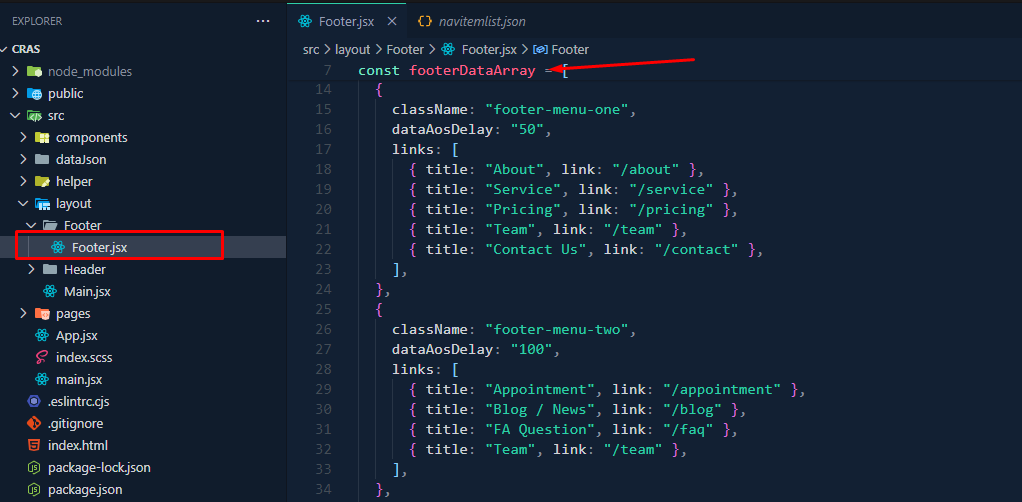 EXPLORER
CRAS
node_modules
public
src
components
dataJson
helper
layout
Footer
Footer.jsx
Header
Main.jsx
pages
App.jsx
index.scss
main.jsx
.eslintrc.cjs
.gitignore
index.html
package-lock.json
package.json
Footer.jsx
{} navitemlist.json
src > layout > Footer > Footer.jsx > Footer
7 const footerDataArray = [
14 {
15 className: "footer-menu-one",
16 dataAosDelay: "50",
17 links: [
18 { title: "About", link: "/about" },
19 { title: "Service", link: "/service" },
20 { title: "Pricing", link: "/pricing" },
21 { title: "Team", link: "/team" },
22 { title: "Contact Us", link: "/contact" },
23 ],
24 },
25 {
26 className: "footer-menu-two",
27 dataAosDelay: "100",
28 links: [
29 { title: "Appointment", link: "/appointment" },
30 { title: "Blog / News", link: "/blog" },
31 { title: "FA Question", link: "/faq" },
32 { title: "Team", link: "/team" },
33 ],
34 },